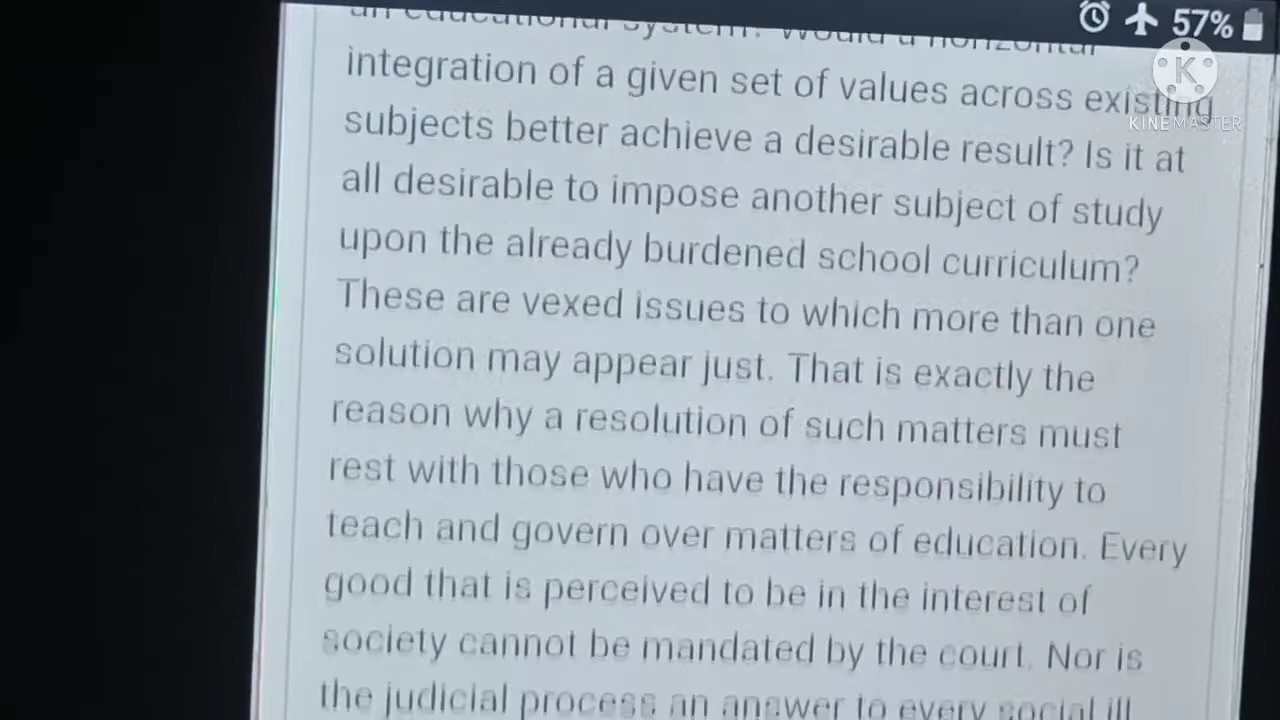 57%
an educational system? Would a horizontal
integration of a given set of values across existing
KINEMASTER
subjects better achieve a desirable result? Is it at
all desirable to impose another subject of study
upon the already burdened school curriculum?
These are vexed issues to which more than one
solution may appear just. That is exactly the
reason why a resolution of such matters must
rest with those who have the responsibility to
teach and govern over matters of education. Every
good that is perceived to be in the interest of
society cannot be mandated by the court. Nor is
the judicial process an answer to every social ill